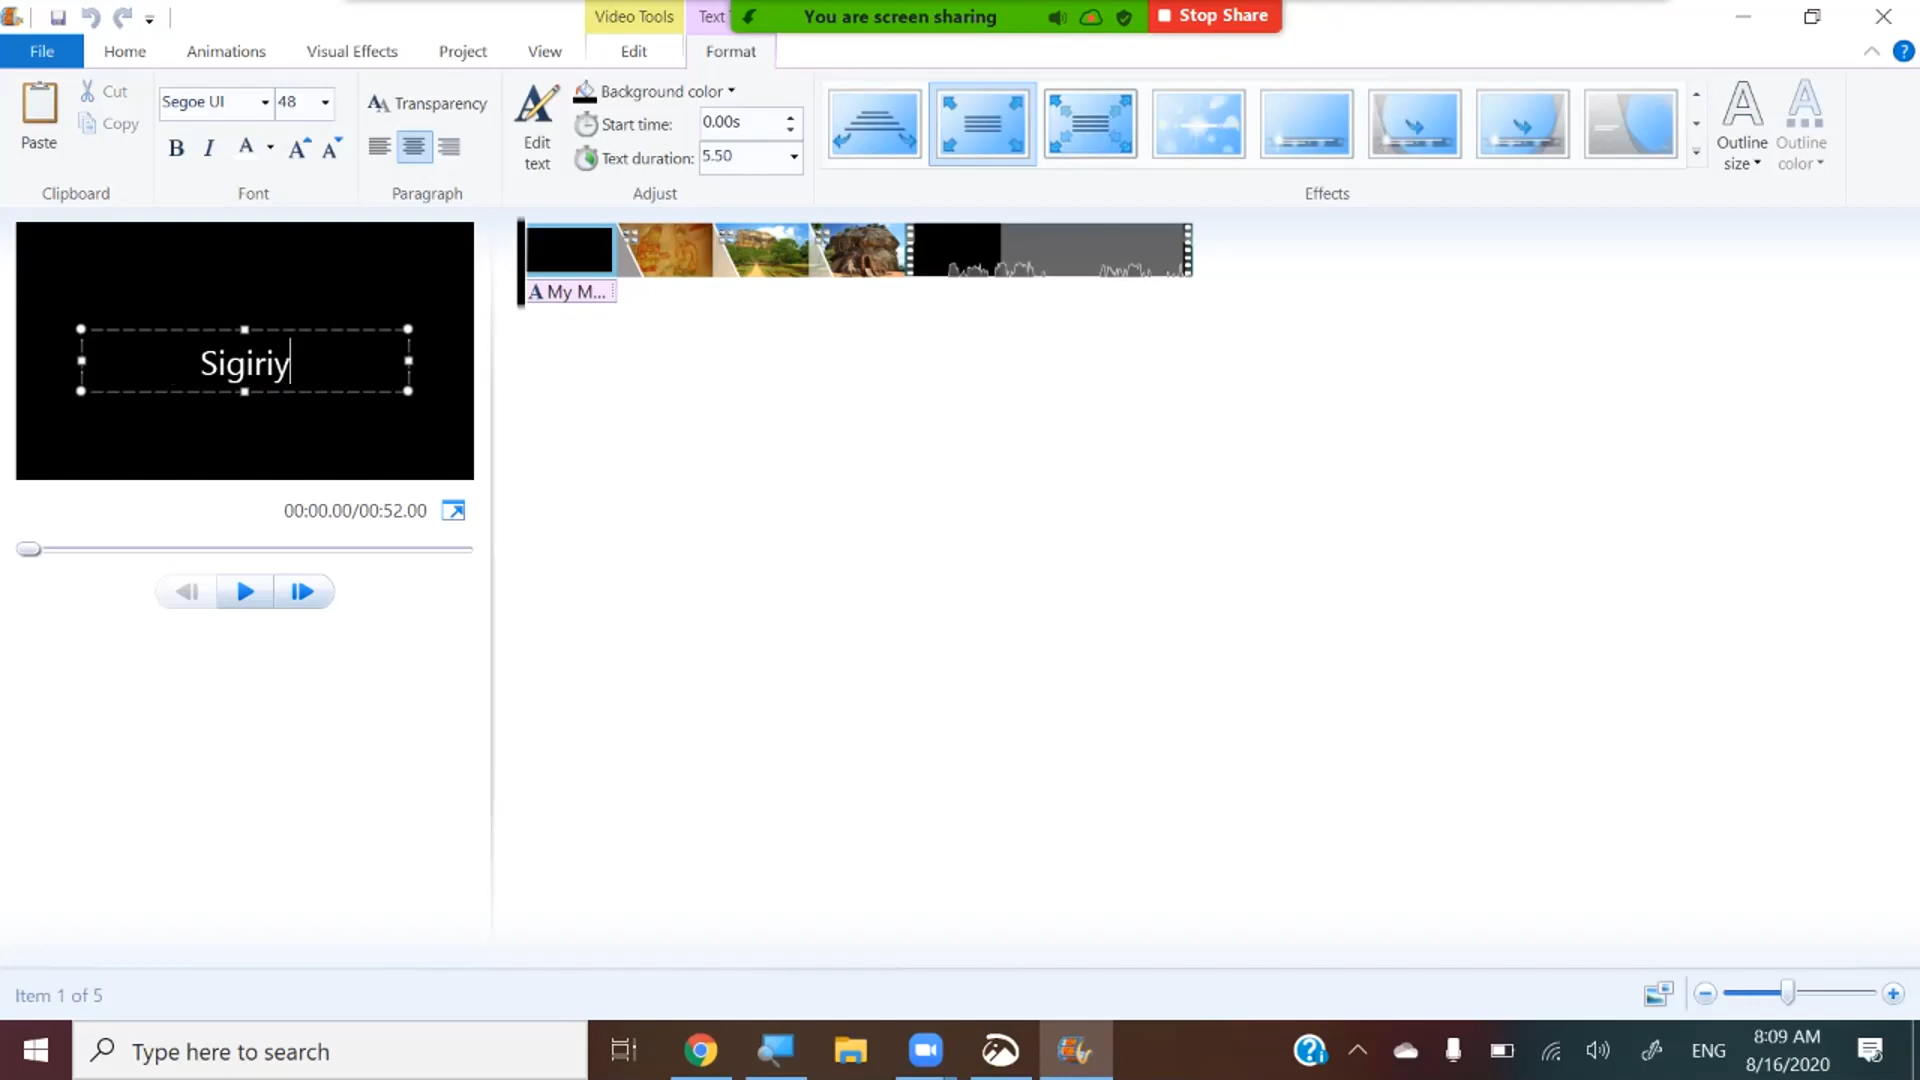 Video Tools
Text
You are screen sharing
Stop Share
File
Home
Animations
Visual Effects
Project
View
Edit
Format
Paste
Cut
Copy
Clipboard
Segoe UI
48
B
I
A
A
A
Font
Transparency
Paragraph
Edit
text
Background color
Start time:
0.00s
Text duration:
5.50
Adjust
Effects
Outline
size
Outline
color
Sigiriy
A My M...
00:00.00/00:52.00
Item 1 of 5
Type here to search
ENG
8:09 AM
8/16/2020